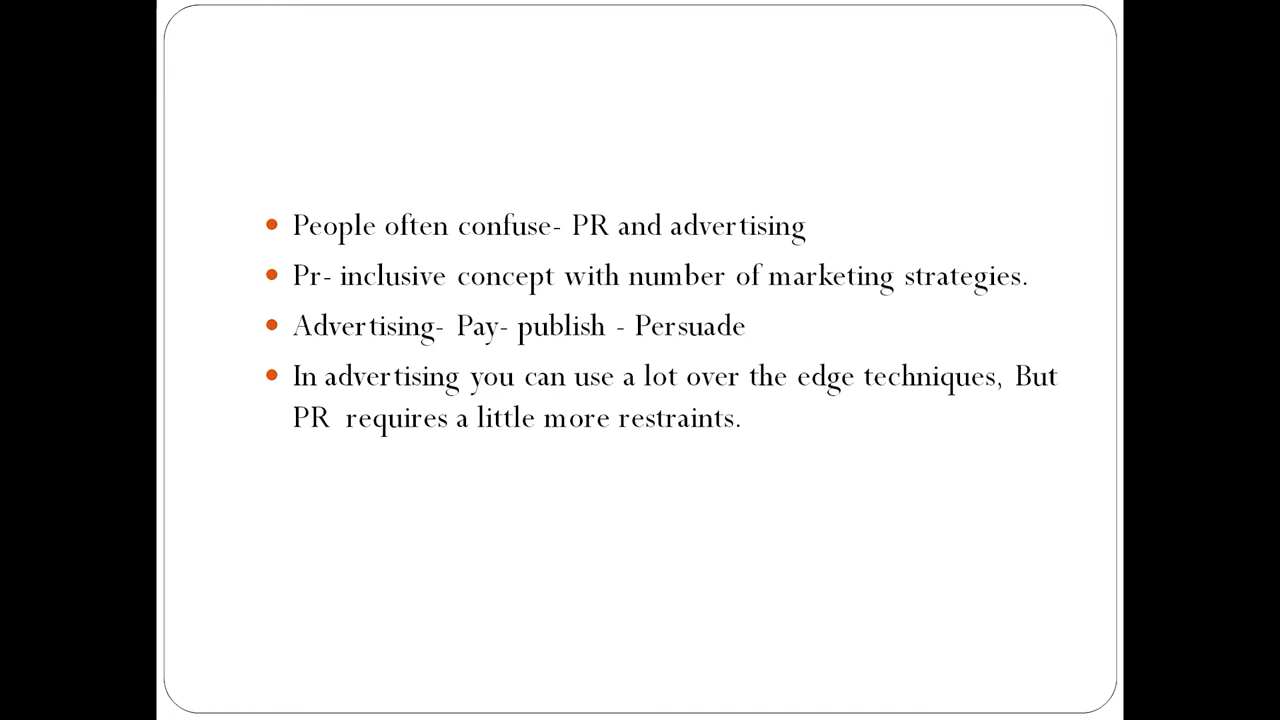 People often confuse- PR and advertising
Pr- inclusive concept with number of marketing strategies.
Advertising- Pay- publish - Persuade
In advertising you can use a lot over the edge techniques, But
PR requires a little more restraints.